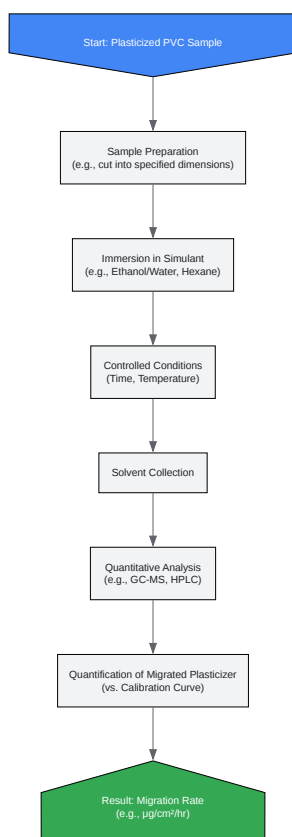 Start: Plasticized PVC Sample
Sample Preparation
(e.g., cut into specified dimensions)
Immersion in Simulant
(e.g., Ethanol/Water, Hexane)
Controlled Conditions
(Time, Temperature)
Solvent Collection
Quantitative Analysis
(e.g., GC-MS, HPLC)
Quantification of Migrated Plasticizer
(vs. Calibration Curve)
Result: Migration Rate
(e.g., µg/cm²/hr)